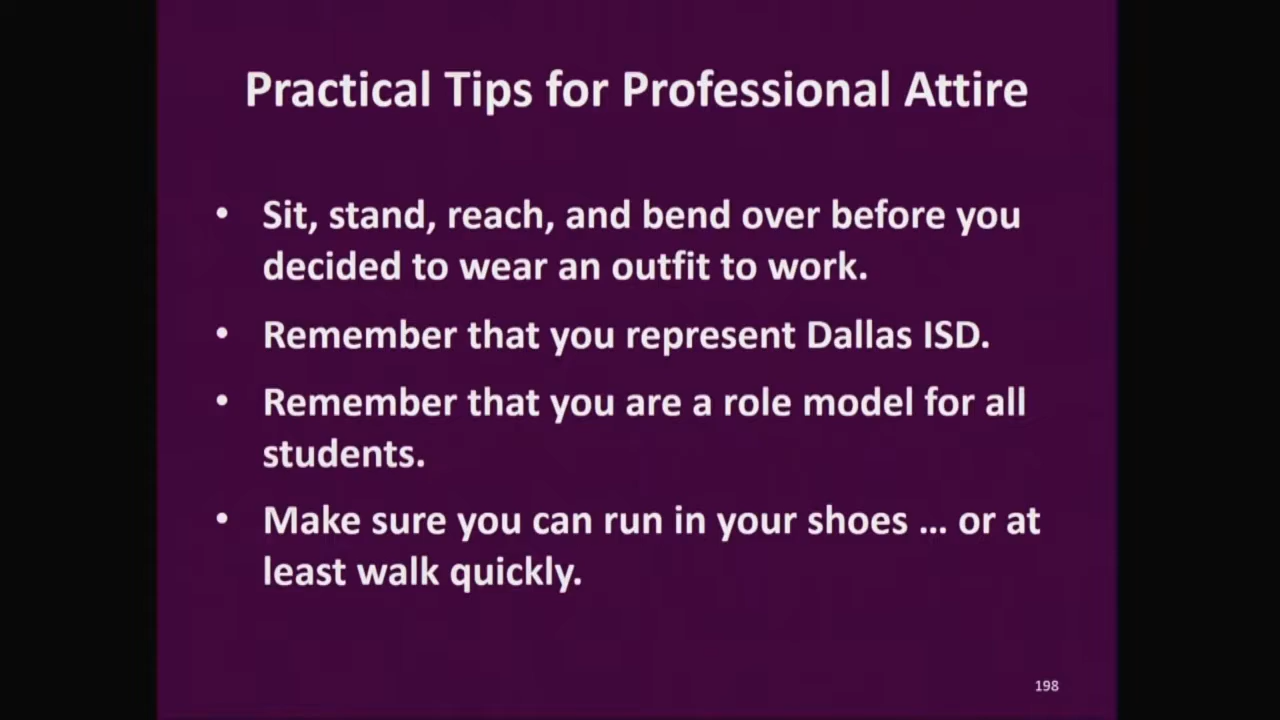 Practical Tips for Professional Attire
• Sit, stand, reach, and bend over before you
decided to wear an outfit to work.
• Remember that you represent Dallas ISD.
• Remember that you are a role model for all
students.
• Make sure you can run in your shoes … or at
least walk quickly.
198